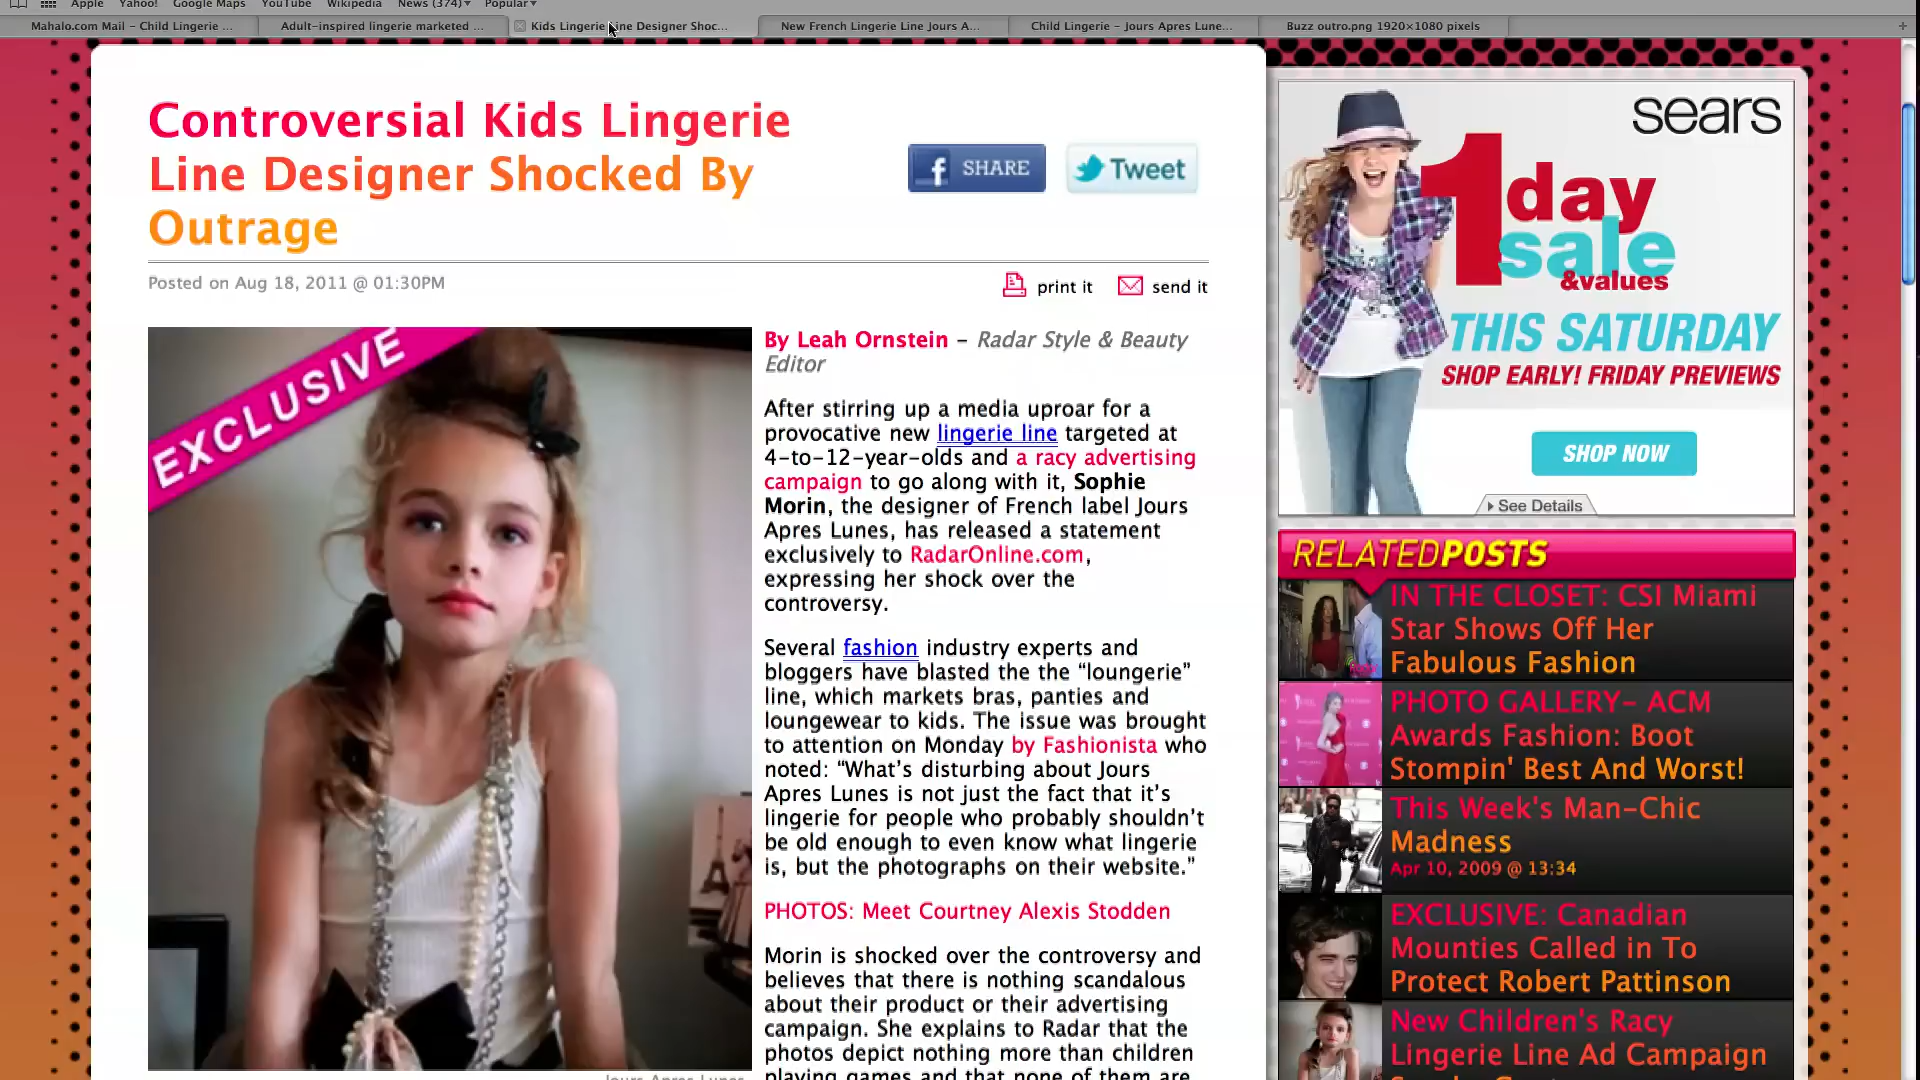 Apple Yahoo! Google Maps YouTube Wikipedia News (374)▾ Popular▾
Mahalo.com Mail – Child Lingerie ...
Adult-inspired lingerie marketed ...
Kids Lingerie Line Designer Shoc...
New French Lingerie Line Jours A...
Child Lingerie – Jours Apres Lune...
Buzz outro.png 1920×1080 pixels
Controversial Kids Lingerie
Line Designer Shocked By
Outrage
SHARE
Tweet
Posted on Aug 18, 2011 @ 01:30PM
print it
send it
EXCLUSIVE
By Leah Ornstein – Radar Style & Beauty
Editor
After stirring up a media uproar for a
provocative new lingerie line targeted at
4-to-12-year-olds and a racy advertising
campaign to go along with it, Sophie
Morin, the designer of French label Jours
Apres Lunes, has released a statement
exclusively to RadarOnline.com,
expressing her shock over the
controversy.
Several fashion industry experts and
bloggers have blasted the the “loungerie”
line, which markets bras, panties and
loungewear to kids. The issue was brought
to attention on Monday by Fashionista who
noted: “What’s disturbing about Jours
Apres Lunes is not just the fact that it’s
lingerie for people who probably shouldn’t
be old enough to even know what lingerie
is, but the photographs on their website.”
PHOTOS: Meet Courtney Alexis Stodden
Morin is shocked over the controversy and
believes that there is nothing scandalous
about their product or their advertising
campaign. She explains to Radar that the
photos depict nothing more than children
playing games and that none of them are
Jours Apres Lunes
sears
1 day
sale
&values
THIS SATURDAY
SHOP EARLY! FRIDAY PREVIEWS
SHOP NOW
See Details
RELATEDPOSTS
IN THE CLOSET: CSI Miami
Star Shows Off Her
Fabulous Fashion
PHOTO GALLERY– ACM
Awards Fashion: Boot
Stompin' Best And Worst!
This Week's Man-Chic
Madness
Apr 10, 2009 @ 13:34
EXCLUSIVE: Canadian
Mounties Called in To
Protect Robert Pattinson
New Children's Racy
Lingerie Line Ad Campaign